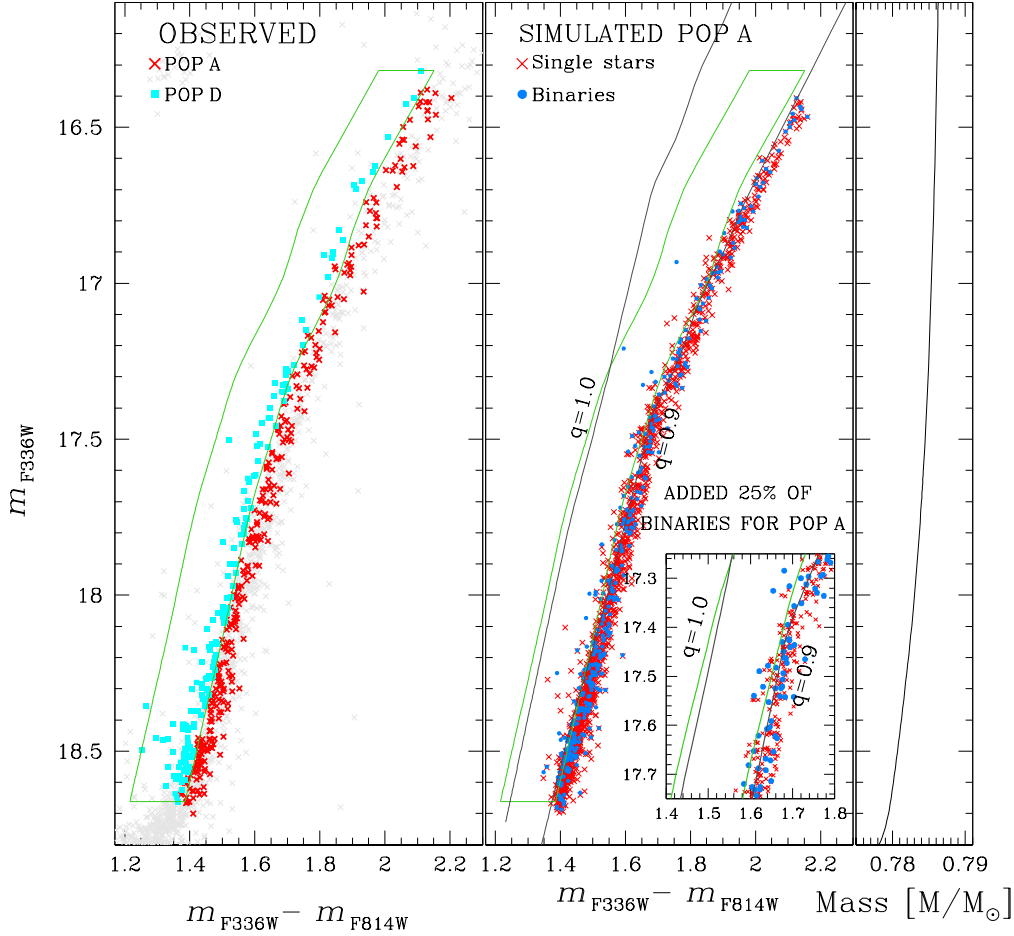 OBSERVED
POP A
POP D
SIMULATED POP A
Single stars
Binaries
16.5
17
17.5
18
18.5
m F336W
q=1.0
q=0.9
ADDED 25% OF
BINARIES FOR POP A
17.3
17.4
17.5
17.6
17.7
q=1.0
q=0.9
1.4 1.5 1.6 1.7 1.8
1.2 1.4 1.6 1.8 2 2.2
1.2 1.4 1.6 1.8 2 2.2
0.78 0.79
m F336W − m F814W
m F336W − m F814W
Mass [M/M⊙]